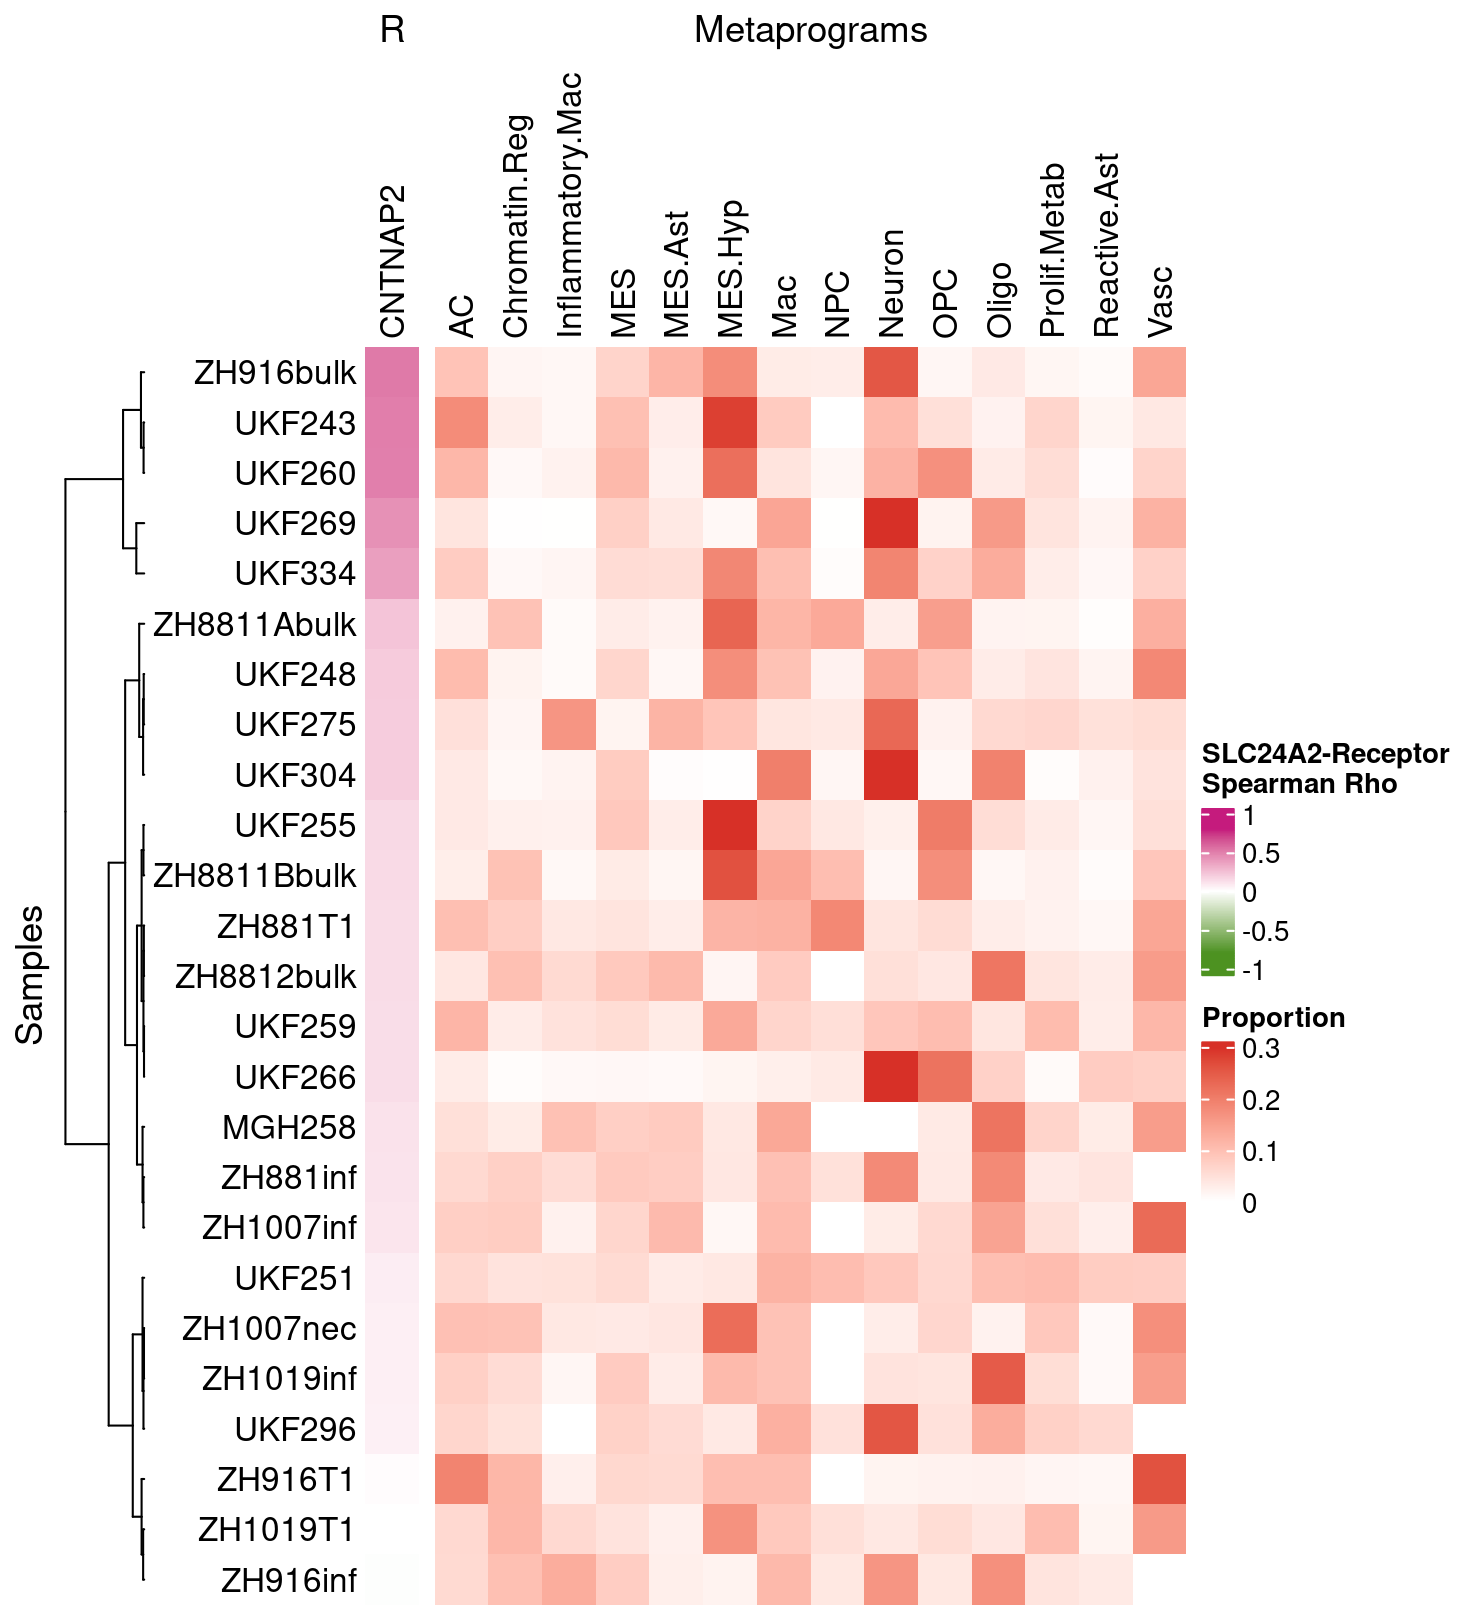 R
Metaprograms
CNTNAP2
AC
Chromatin.Reg
Inflammatory.Mac
MES
MES.Ast
MES.Hyp
Mac
NPC
Neuron
OPC
Oligo
Prolif.Metab
Reactive.Ast
Vasc
Samples
ZH916bulk
UKF243
UKF260
UKF269
UKF334
ZH8811Abulk
UKF248
UKF275
UKF304
UKF255
ZH8811Bbulk
ZH881T1
ZH8812bulk
UKF259
UKF266
MGH258
ZH881inf
ZH1007inf
UKF251
ZH1007nec
ZH1019inf
UKF296
ZH916T1
ZH1019T1
ZH916inf
SLC24A2-Receptor
Spearman Rho
1
0.5
0
-0.5
-1
Proportion
0.3
0.2
0.1
0